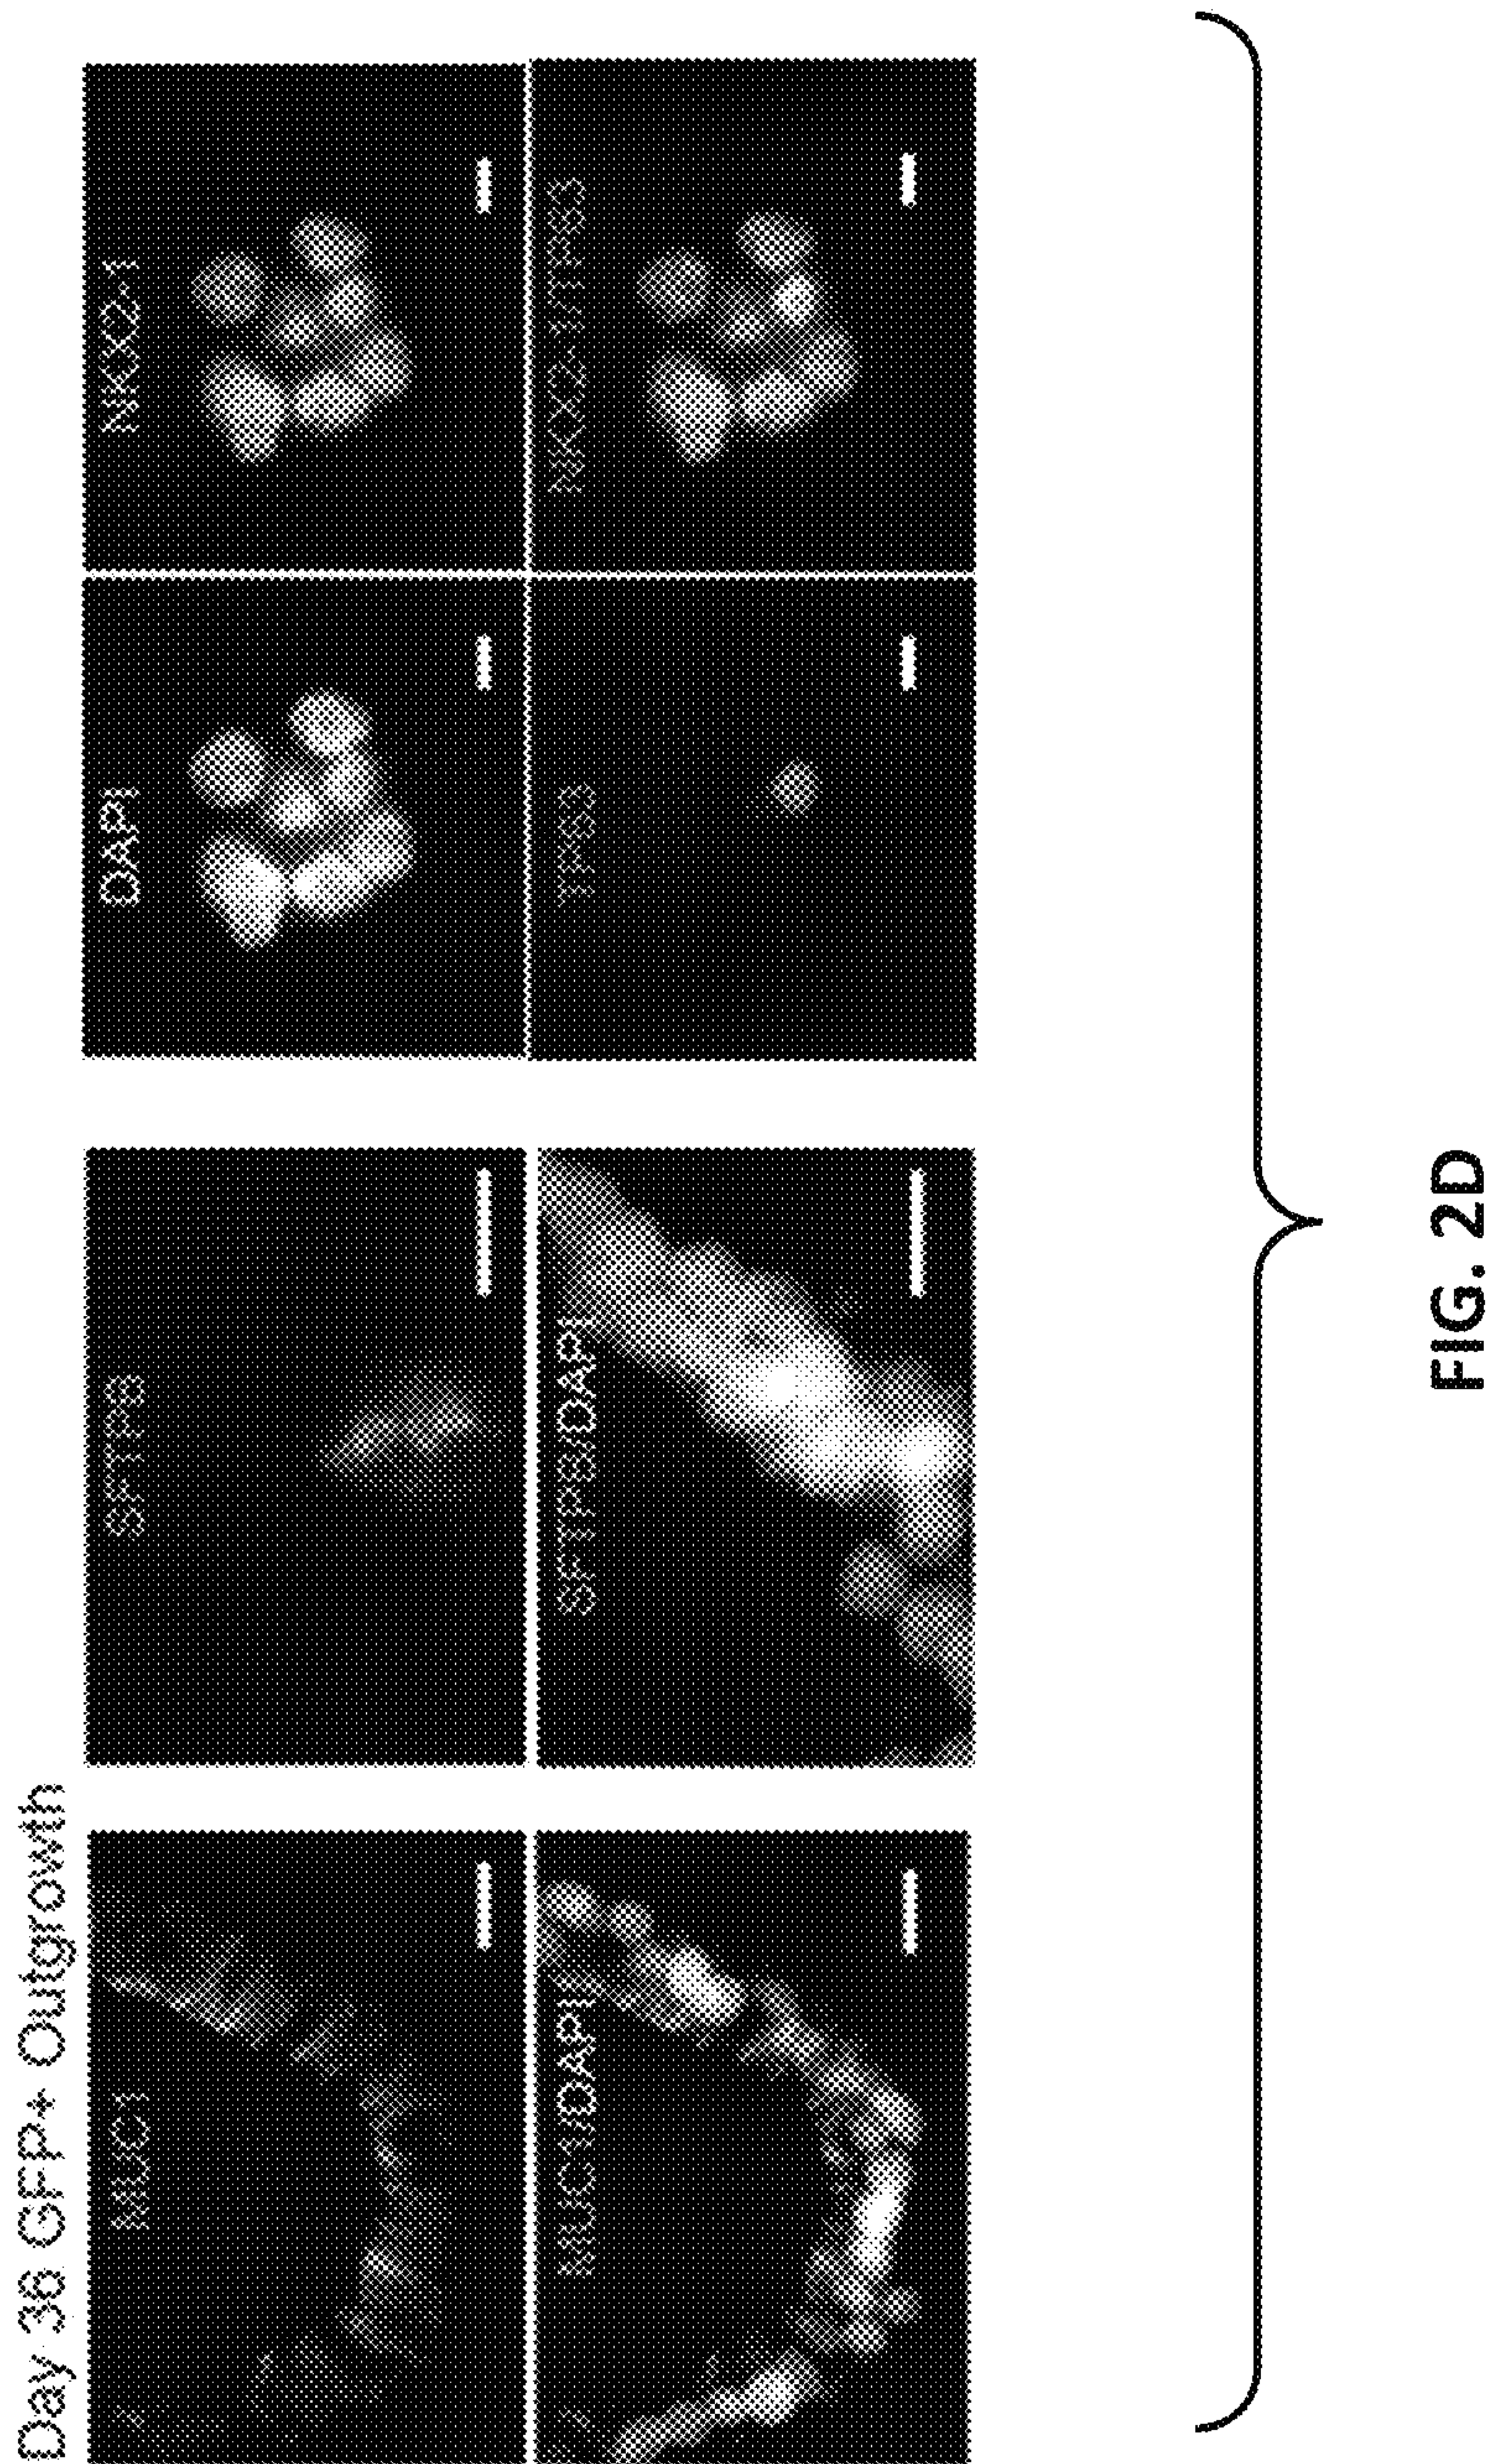 Day 36 GFP+ Outgrowth
MUC1
SFTPB
DAPI
NKX2-1
MUC1/DAPI
SFTPB/DAPI
TP63
NKX2-1/TP63
FIG. 2D